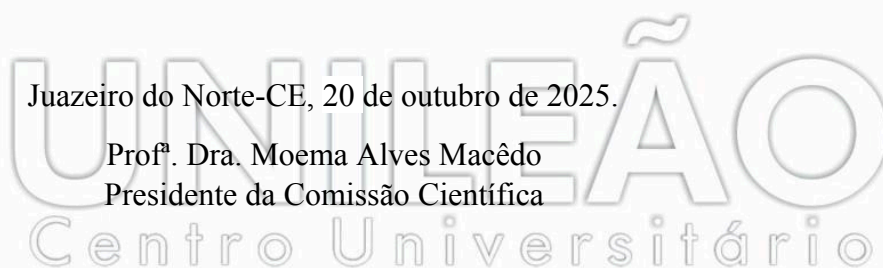 UNILEÃO
Juazeiro do Norte-CE, 20 de outubro de 2025.
Profª. Dra. Moema Alves Macêdo
Presidente da Comissão Científica
Centro Universitário